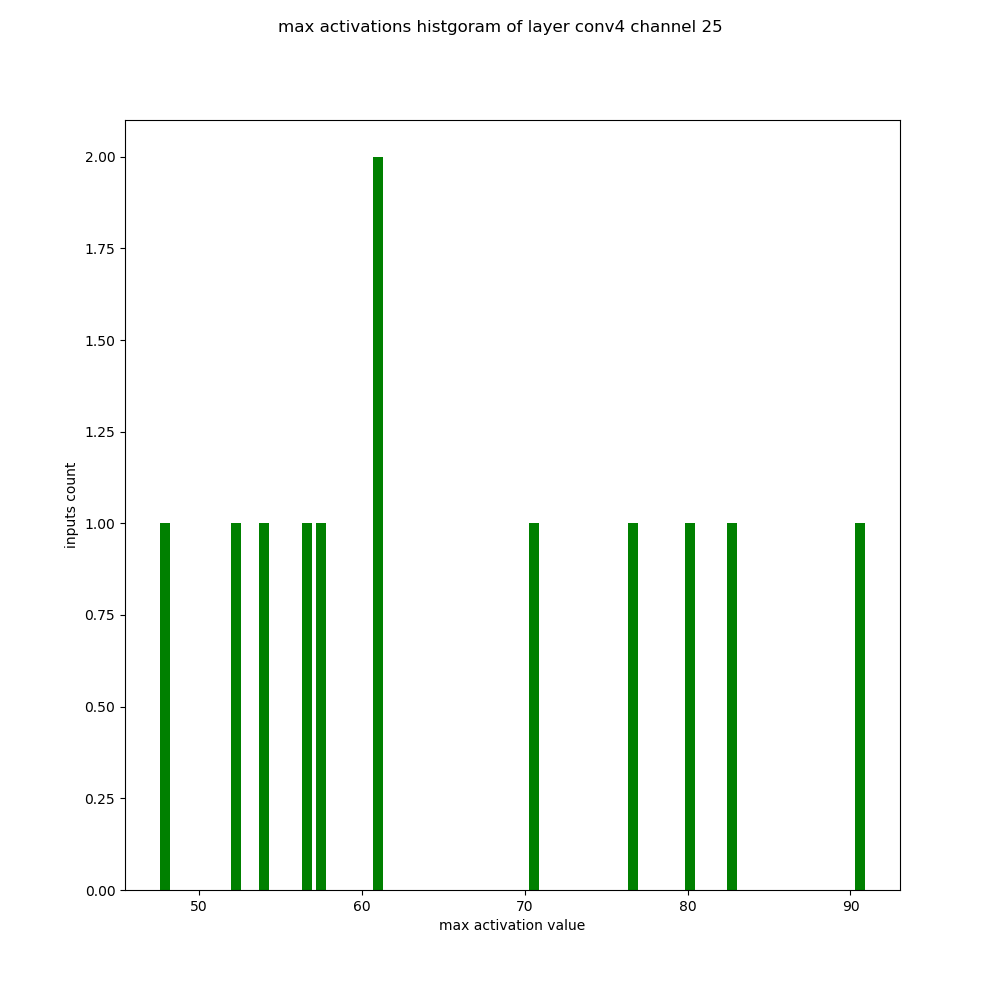 max activations histgoram of layer conv4 channel 25
2.00
1.75
1.50
1.25
1.00
0.75
0.50
0.25
0.00
inputs count
50 60 70 80 90
max activation value